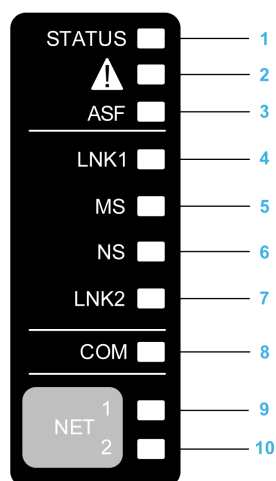 STATUS 1
2
ASF 3
LNK1 4
MS 5
NS 6
LNK2 7
COM 8
NET 1 9
2 10